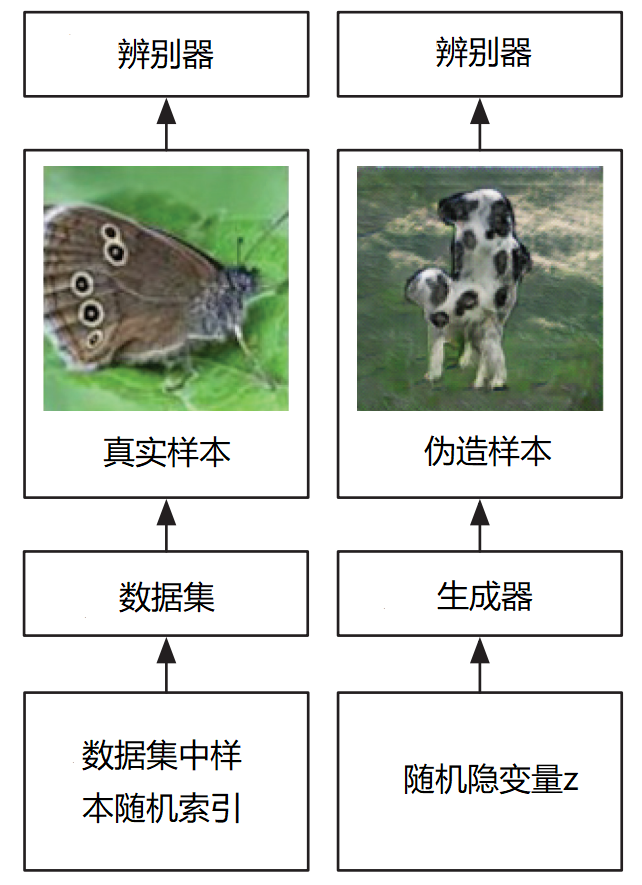 辨别器
辨别器
真实样本
伪造样本
数据集
生成器
数据集中样
本随机索引
随机隐变量z